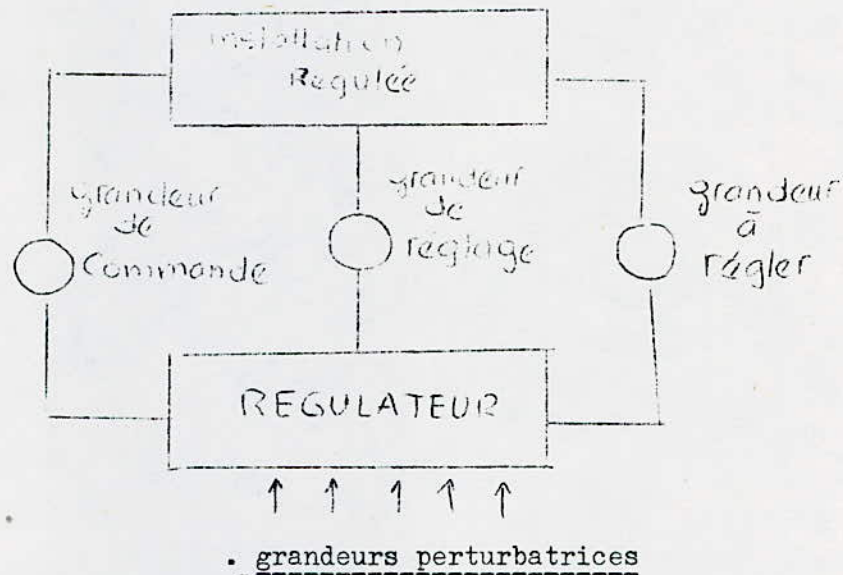 Installation
Regulée
grandeur
de
Commande
grandeur
de
réglage
grandeur
à
régler
REGULATEUR
. grandeurs perturbatrices